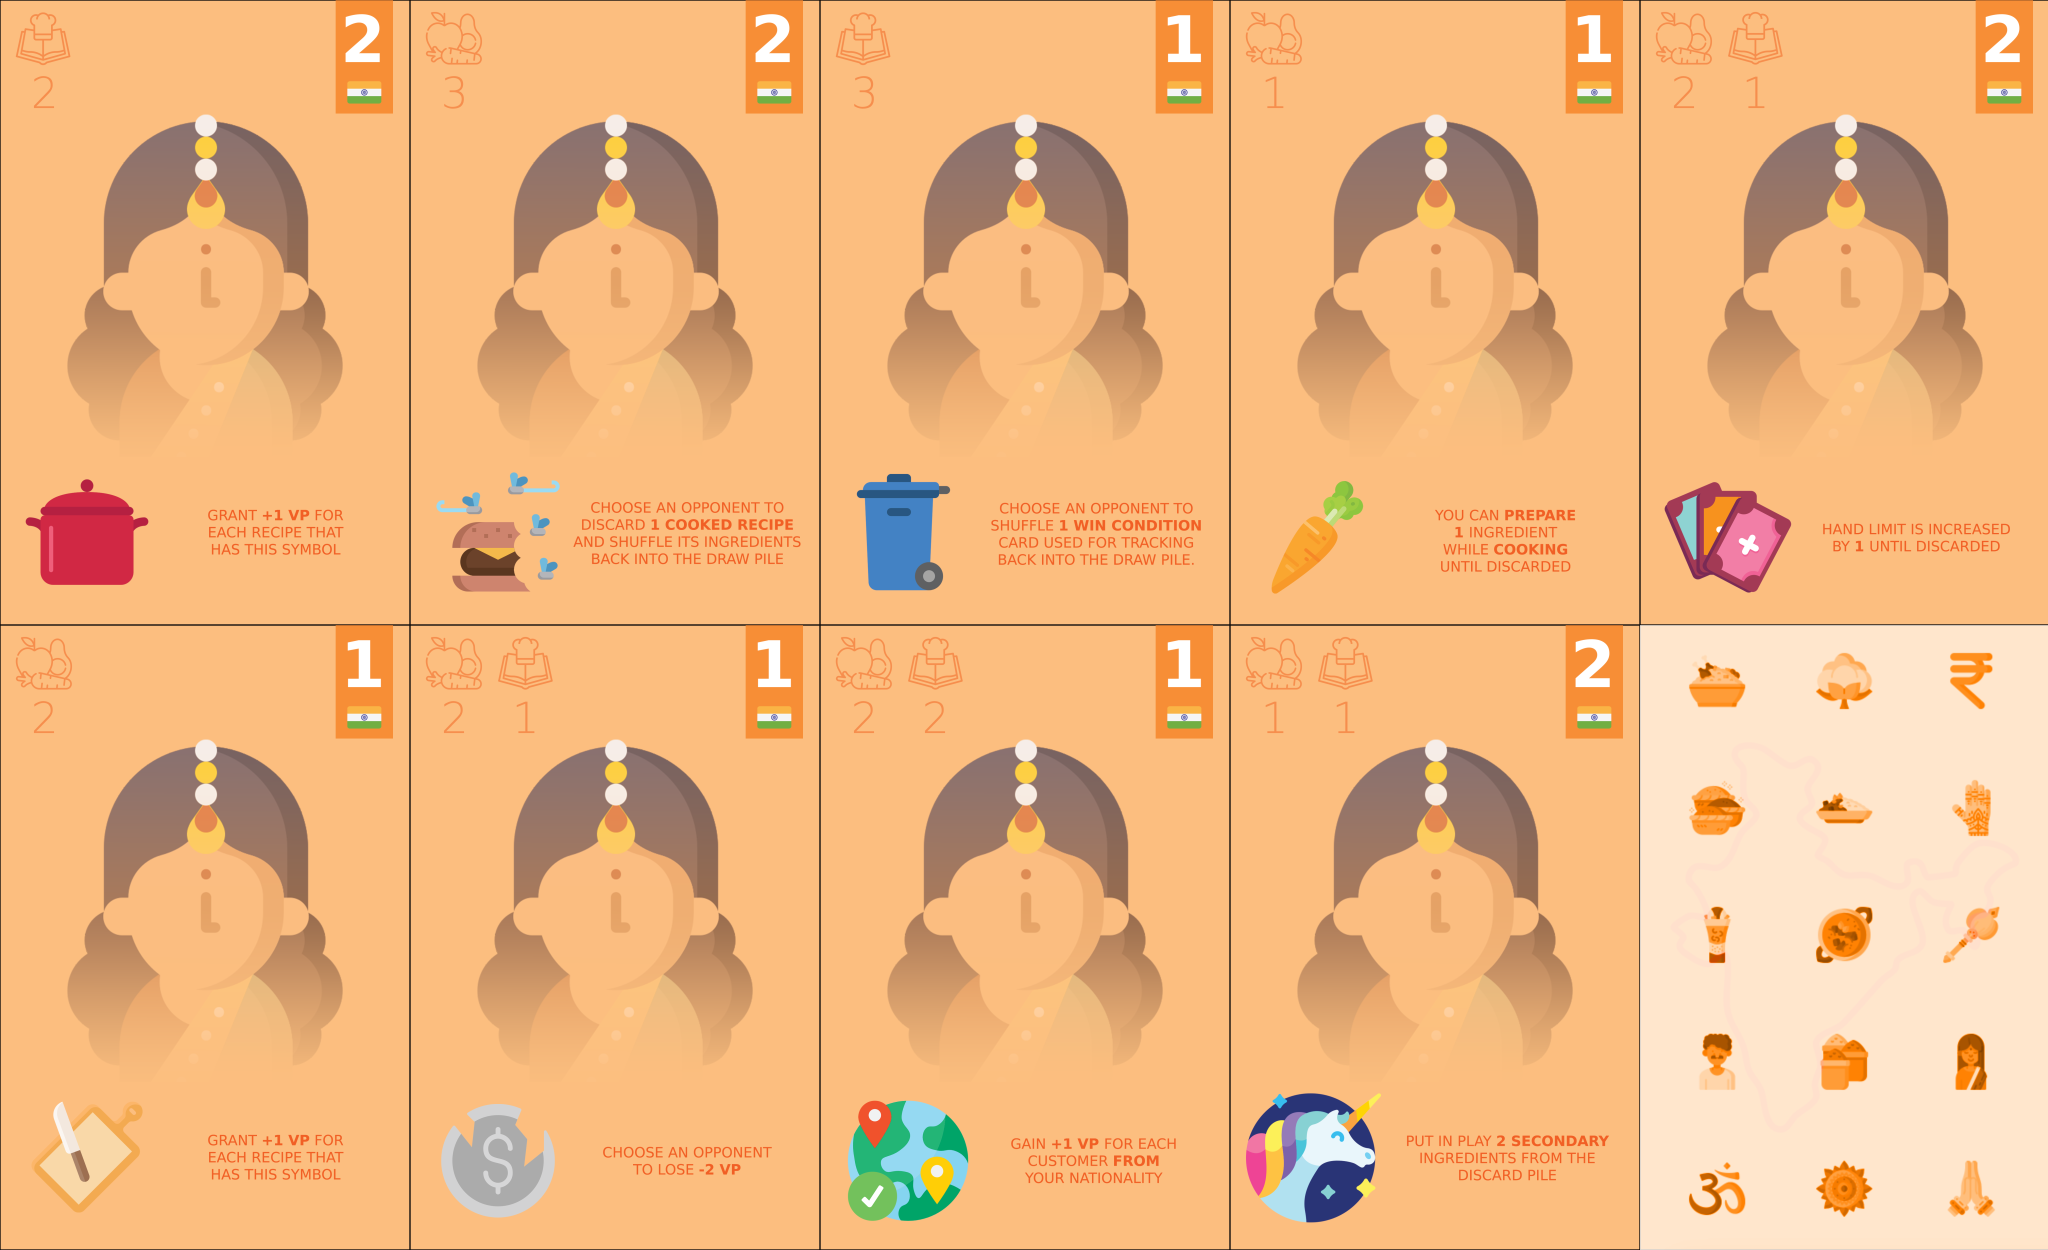 2
2
GRANT +1 VP FOR
EACH RECIPE THAT
HAS THIS SYMBOL
2
3
CHOOSE AN OPPONENT TO
DISCARD 1 COOKED RECIPE
AND SHUFFLE ITS INGREDIENTS
BACK INTO THE DRAW PILE
1
3
CHOOSE AN OPPONENT TO
SHUFFLE 1 WIN CONDITION
CARD USED FOR TRACKING
BACK INTO THE DRAW PILE.
1
1
YOU CAN PREPARE
1 INGREDIENT
WHILE COOKING
UNTIL DISCARDED
2
2 1
HAND LIMIT IS INCREASED
BY 1 UNTIL DISCARDED
1
2
GRANT +1 VP FOR
EACH RECIPE THAT
HAS THIS SYMBOL
1
2 1
$
CHOOSE AN OPPONENT
TO LOSE -2 VP
1
2 2
GAIN +1 VP FOR EACH
CUSTOMER FROM
YOUR NATIONALITY
2
1 1
PUT IN PLAY 2 SECONDARY
INGREDIENTS FROM THE
DISCARD PILE
₹
ॐ